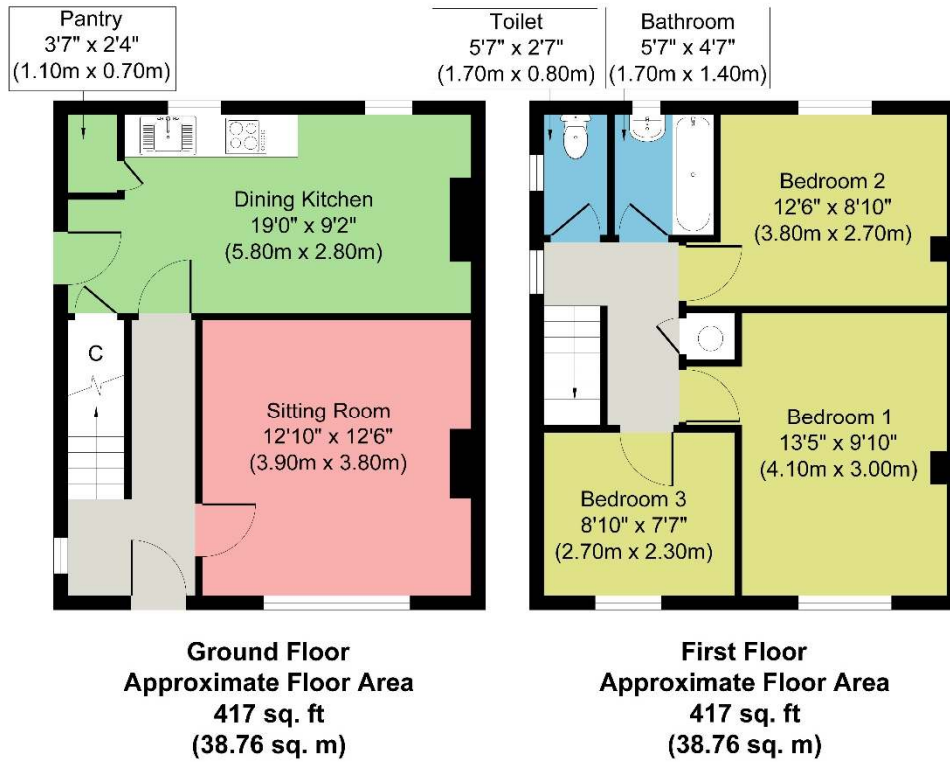 Pantry
3'7" x 2'4"
(1.10m x 0.70m)
Toilet
5'7" x 2'7"
(1.70m x 0.80m)
Bathroom
5'7" x 4'7"
(1.70m x 1.40m)
Dining Kitchen
19'0" x 9'2"
(5.80m x 2.80m)
C
Sitting Room
12'10" x 12'6"
(3.90m x 3.80m)
Bedroom 2
12'6" x 8'10"
(3.80m x 2.70m)
Bedroom 1
13'5" x 9'10"
(4.10m x 3.00m)
Bedroom 3
8'10" x 7'7"
(2.70m x 2.30m)
Ground Floor
Approximate Floor Area
417 sq. ft
(38.76 sq. m)
First Floor
Approximate Floor Area
417 sq. ft
(38.76 sq. m)